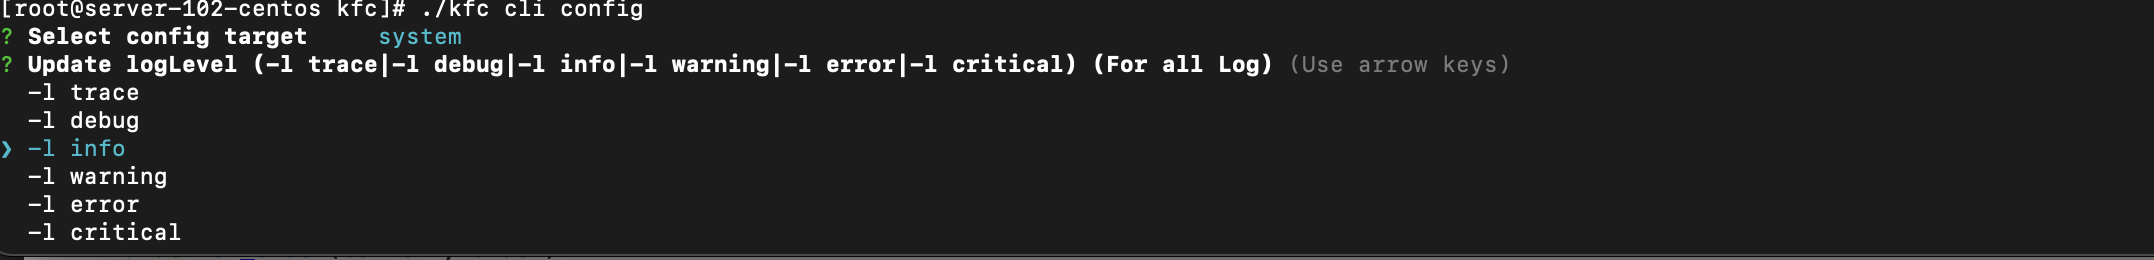 [root@server-102-centos kfc]# ./kfc cli config
? Select config target     system
? Update logLevel (-l trace|-l debug|-l info|-l warning|-l error|-l critical) (For all Log) (Use arrow keys)
  -l trace
  -l debug
❯ -l info
  -l warning
  -l error
  -l critical